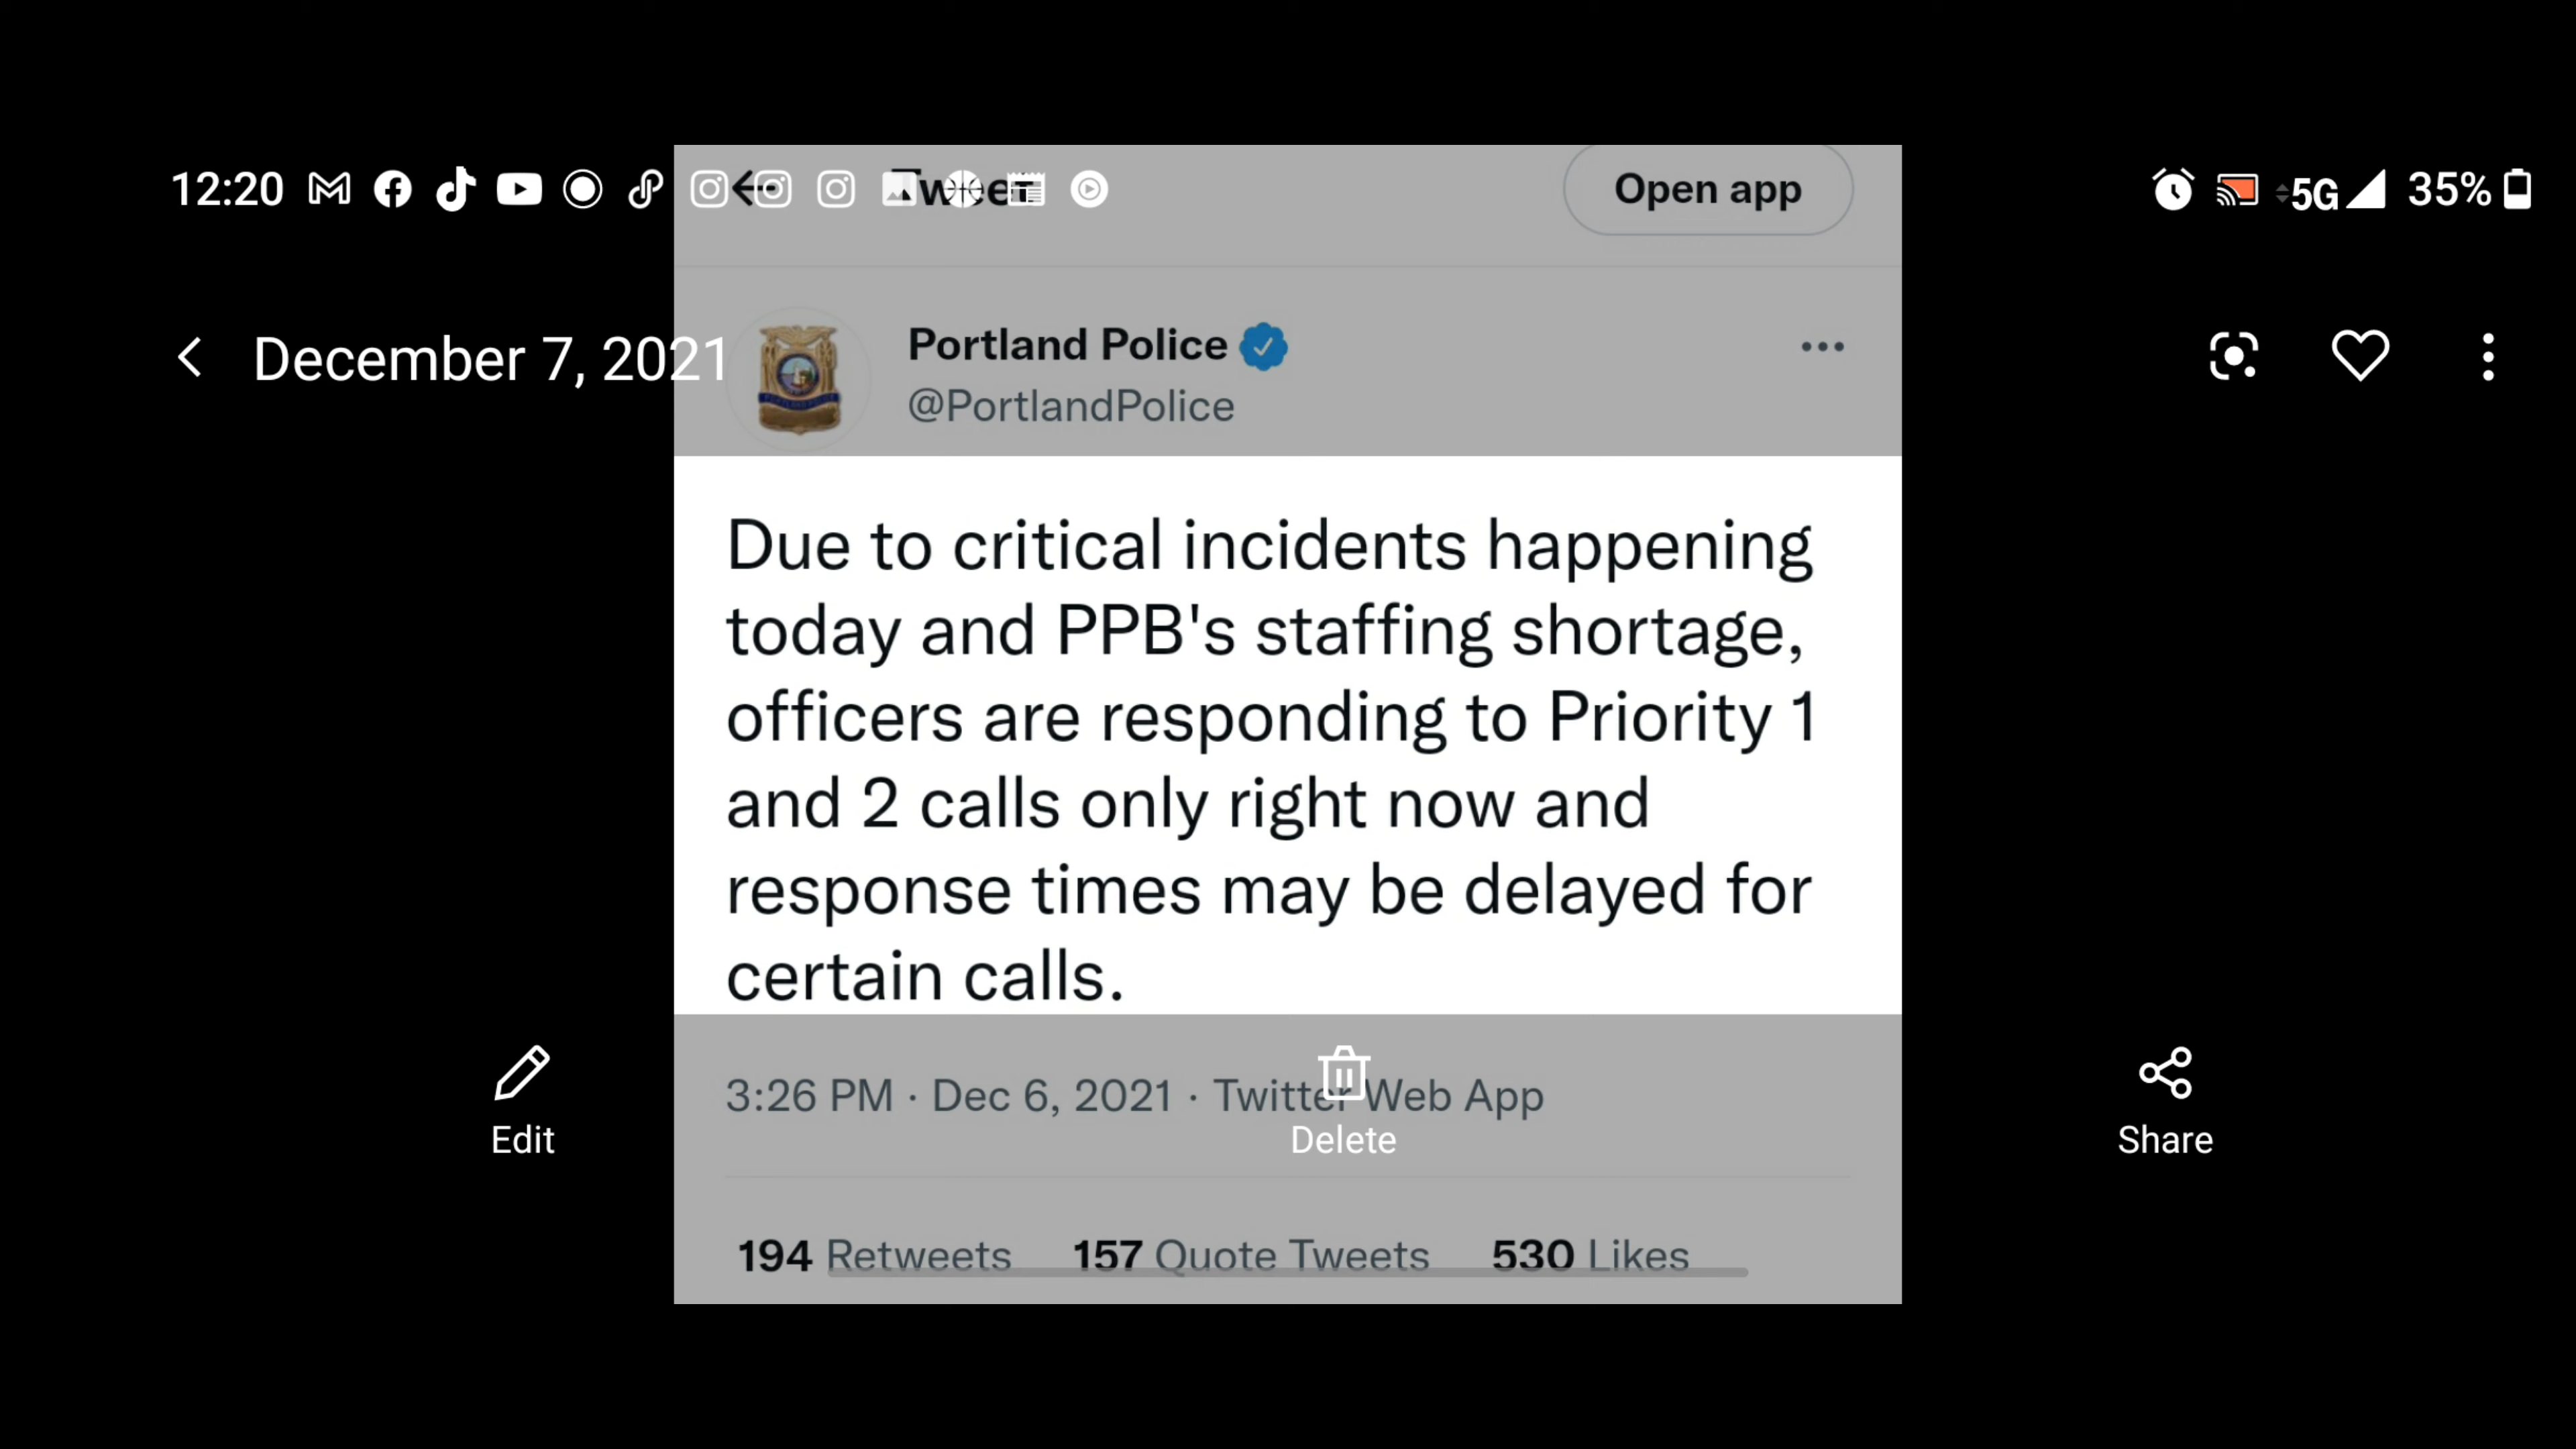 12:20
5G 35%
Tweet
Open app
December 7, 2021
Portland Police
@PortlandPolice
Due to critical incidents happening
today and PPB's staffing shortage,
officers are responding to Priority 1
and 2 calls only right now and
response times may be delayed for
certain calls.
3:26 PM · Dec 6, 2021 · Twitter Web App
Edit
Delete
Share
194 Retweets 157 Quote Tweets 530 Likes